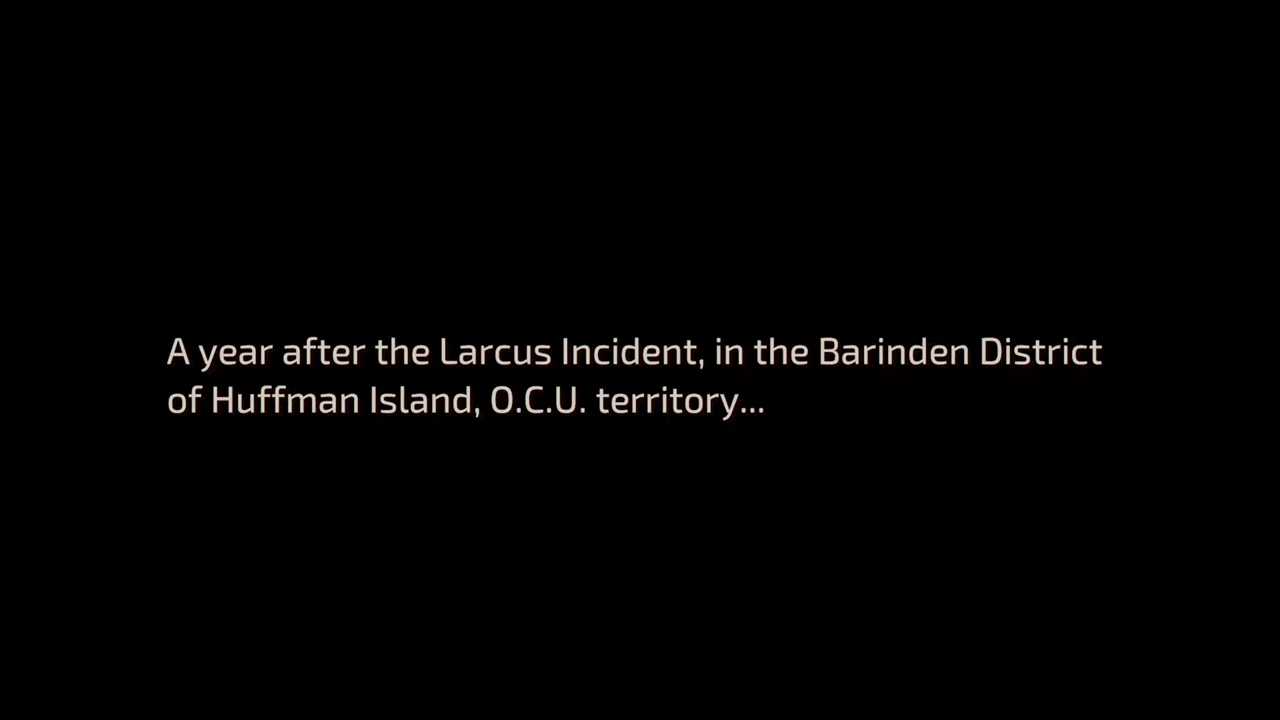 A year after the Larcus Incident, in the Barinden District
of Huffman Island, O.C.U. territory...